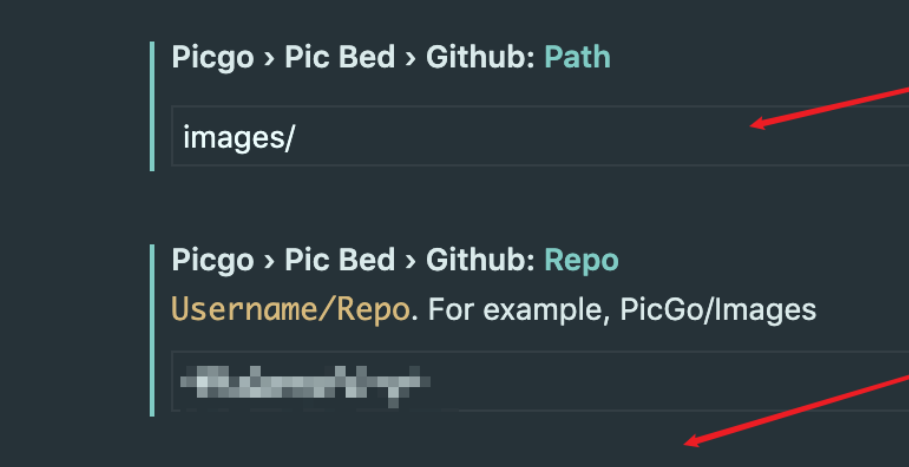 Picgo › Pic Bed › Github: Path
images/
Picgo › Pic Bed › Github: Repo
Username/Repo. For example, PicGo/Images